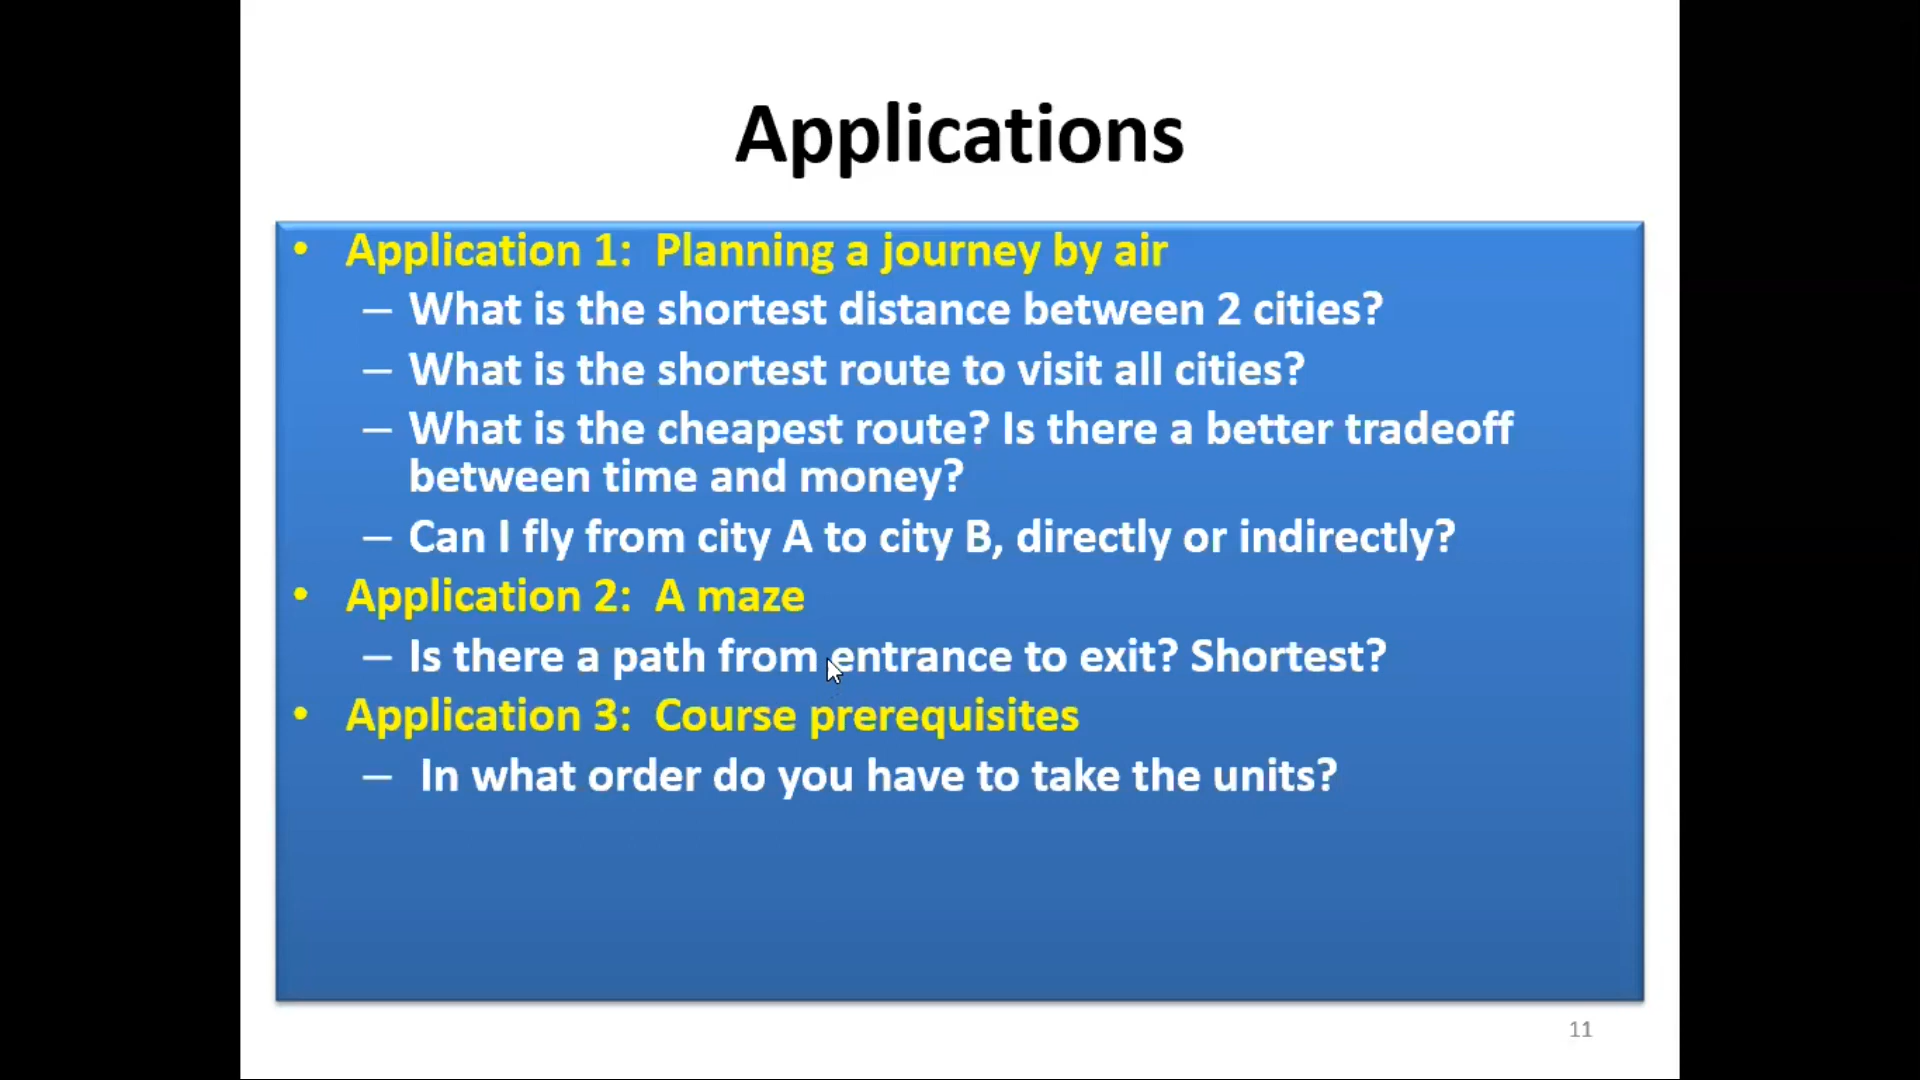 Applications
• Application 1: Planning a journey by air
– What is the shortest distance between 2 cities?
– What is the shortest route to visit all cities?
– What is the cheapest route? Is there a better tradeoff
between time and money?
– Can I fly from city A to city B, directly or indirectly?
• Application 2: A maze
– Is there a path from entrance to exit? Shortest?
• Application 3: Course prerequisites
– In what order do you have to take the units?
11